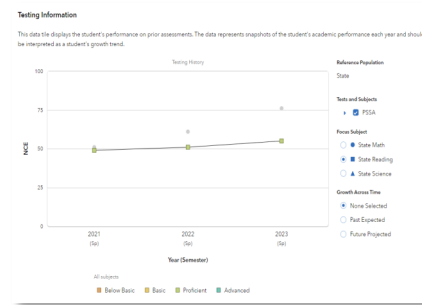 Testing Information
This data tile displays the student's performance on prior assessments. The data represents snapshots of the student's academic performance each year and shou
be interpreted as a student's growth trend.
Testing History
100
75
50
25
0
NCE
2021
(Sp)
2022
(Sp)
2023
(Sp)
Year (Semester)
All subjects
Below Basic
Basic
Proficient
Advanced
Reference Population
State
Tests and Subjects
PSSA
Focus Subject
State Math
State Reading
State Science
Growth Across Time
None Selected
Past Expected
Future Projected